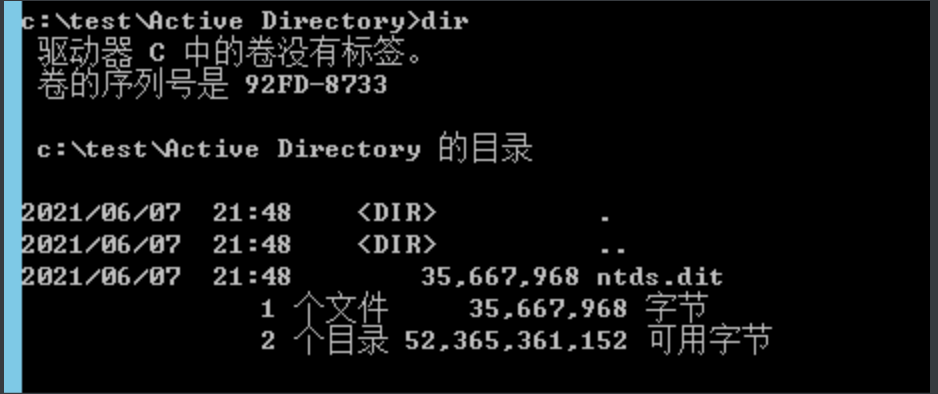 c:\test\Active Directory>dir
驱动器 C 中的卷没有标签。
卷的序列号是 92FD-8733
c:\test\Active Directory 的目录
2021/06/07  21:48    <DIR>          .
2021/06/07  21:48    <DIR>          ..
2021/06/07  21:48        35,667,968 ntds.dit
1 个文件     35,667,968 字节
2 个目录 52,365,361,152 可用字节